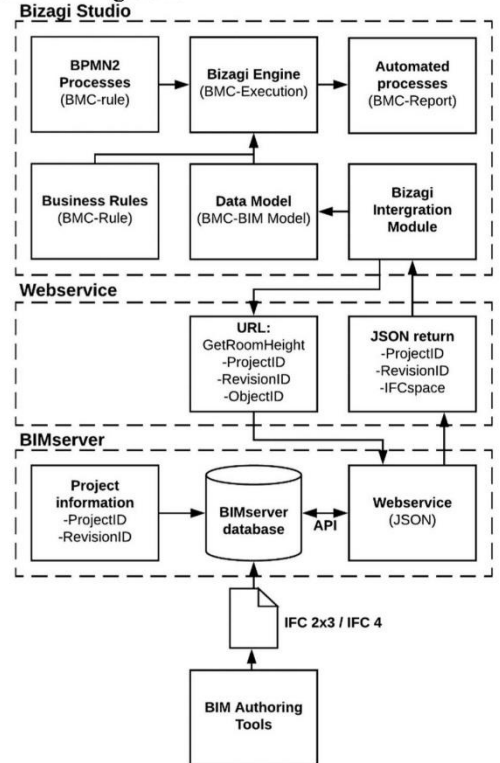 Bizagi Studio
BPMN2
Processes
(BMC-rule)
Bizagi Engine
(BMC-Execution)
Automated
processes
(BMC-Report)
Business Rules
(BMC-Rule)
Data Model
(BMC-BIM Model)
Bizagi
Intergration
Module
Webservice
URL:
GetRoomHeight
-ProjectID
-RevisionID
-ObjectID
JSON return
-ProjectID
-RevisionID
-IFCspace
BIMserver
Project
information
-ProjectID
-RevisionID
BIMserver
database
API
Webservice
(JSON)
IFC 2x3 / IFC 4
BIM Authoring
Tools